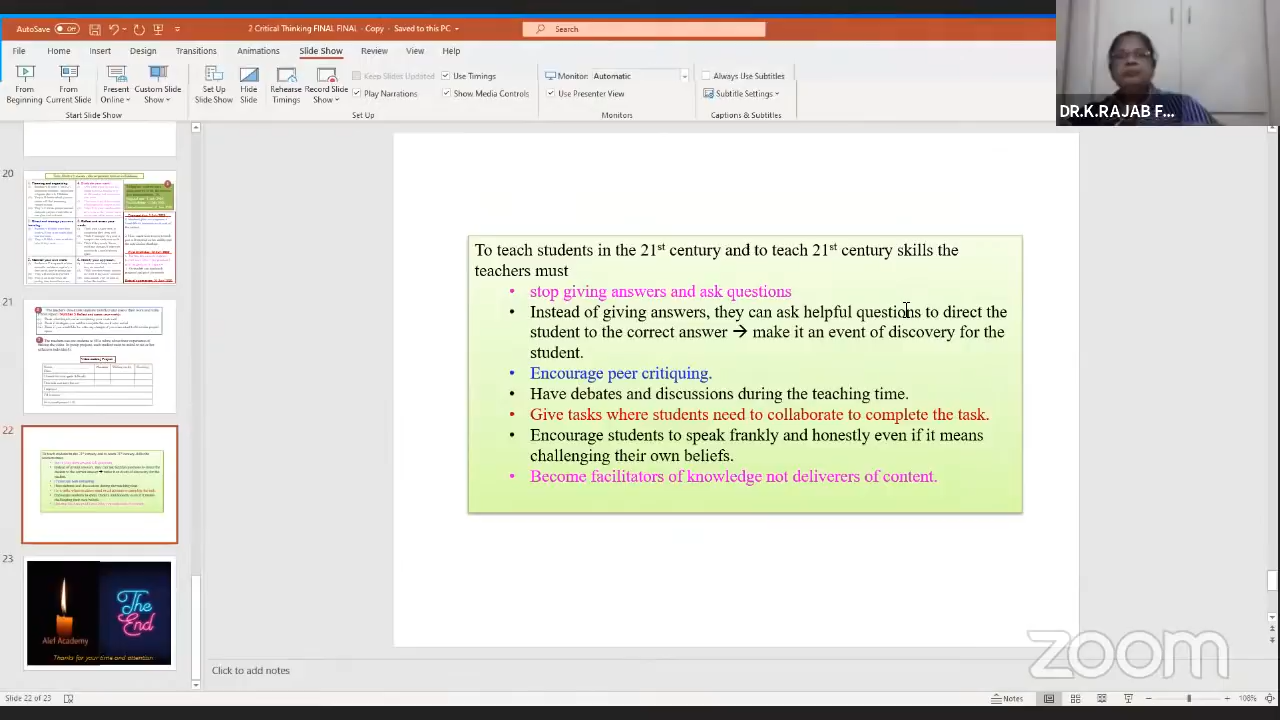 AutoSave Off 2 Critical Thinking FINAL FINAL - Copy - Saved to this PC Search
File Home Insert Design Transitions Animations Slide Show Review View Help
From Beginning
From Current Slide
Present Online
Custom Slide Show
Set Up Slide Show
Hide Slide
Rehearse Timings
Record Slide Show
Keep Slides Updated
Play Narrations
Use Timings
Show Media Controls
Monitor: Automatic
Use Presenter View
Always Use Subtitles
Subtitle Settings
Start Slide Show Set Up Monitors Captions & Subtitles
DR.K.RAJAB F...
20
21
22
23
The
End
Alef Academy
Thanks for your time and attention
To teach students in the 21st century and to teach 21st century skills the
teachers must
• stop giving answers and ask questions
• Instead of giving answers, they can ask helpful questions to direct the
student to the correct answer → make it an event of discovery for the
student.
• Encourage peer critiquing.
• Have debates and discussions during the teaching time.
• Give tasks where students need to collaborate to complete the task.
• Encourage students to speak frankly and honestly even if it means
challenging their own beliefs.
• Become facilitators of knowledge not deliverers of content.
zoom
Click to add notes
Slide 22 of 23 Notes 108%